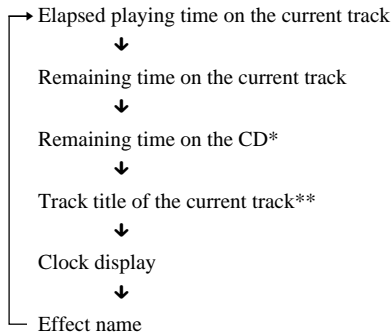 Elapsed playing time on the current track
Remaining time on the current track
Remaining time on the CD*
Track title of the current track**
Clock display
Effect name